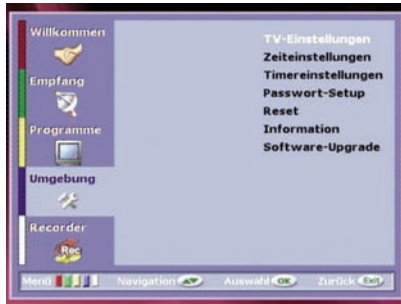 Willkommen
Empfang
Programme
Umgebung
Recorder
Rec
TV-Einstellungen
Zeiteinstellungen
Timereinstellungen
Passwort-Setup
Reset
Information
Software-Upgrade
Menü Navigation Auswahl OK Zurück Exit